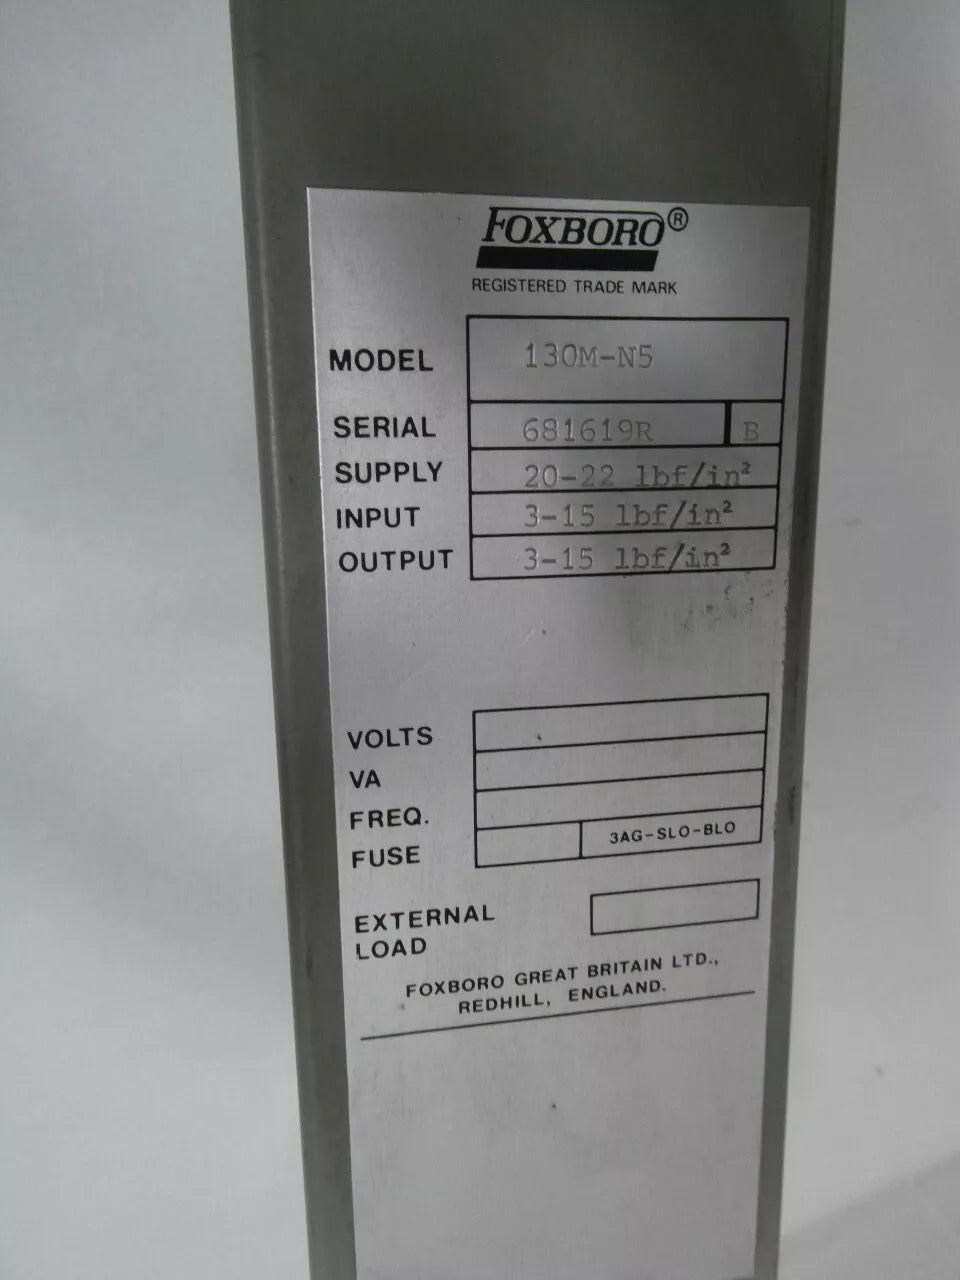 FOXBORO®
REGISTERED TRADE MARK
MODEL 130M-N5
SERIAL 681619R B
SUPPLY 20-22 lbf/in²
INPUT 3-15 lbf/in²
OUTPUT 3-15 lbf/in²
VOLTS
VA
FREQ.
FUSE 3AG-SLO-BLO
EXTERNAL
LOAD
FOXBORO GREAT BRITAIN LTD.,
REDHILL, ENGLAND.